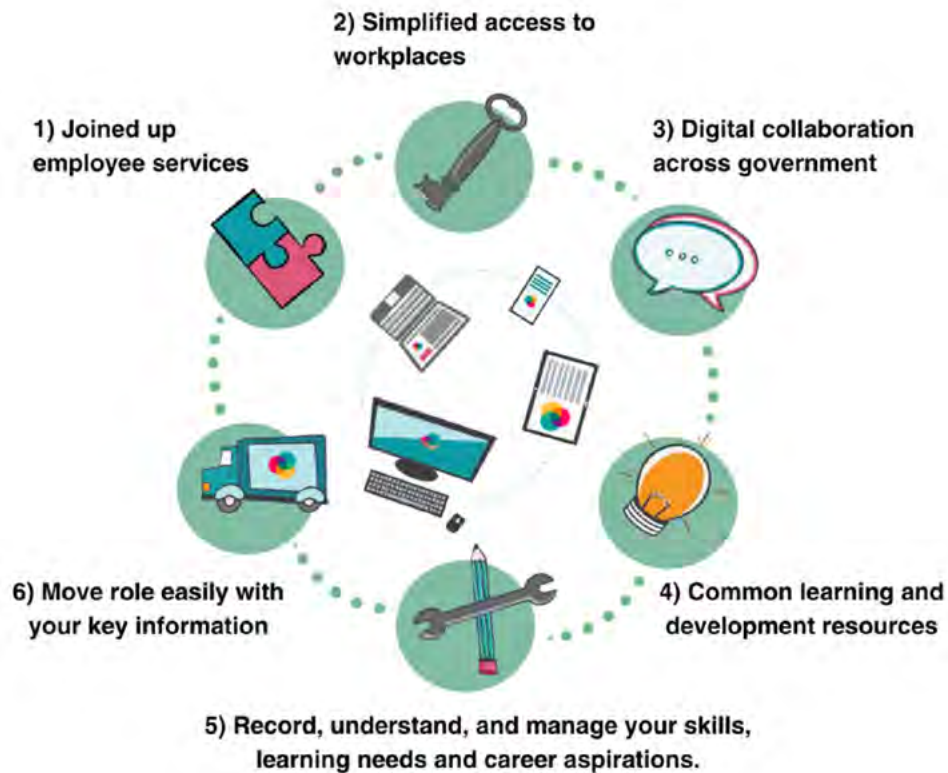 1) Joined up
employee services
2) Simplified access to
workplaces
3) Digital collaboration
across government
4) Common learning and
development resources
5) Record, understand, and manage your skills,
learning needs and career aspirations.
6) Move role easily with
your key information